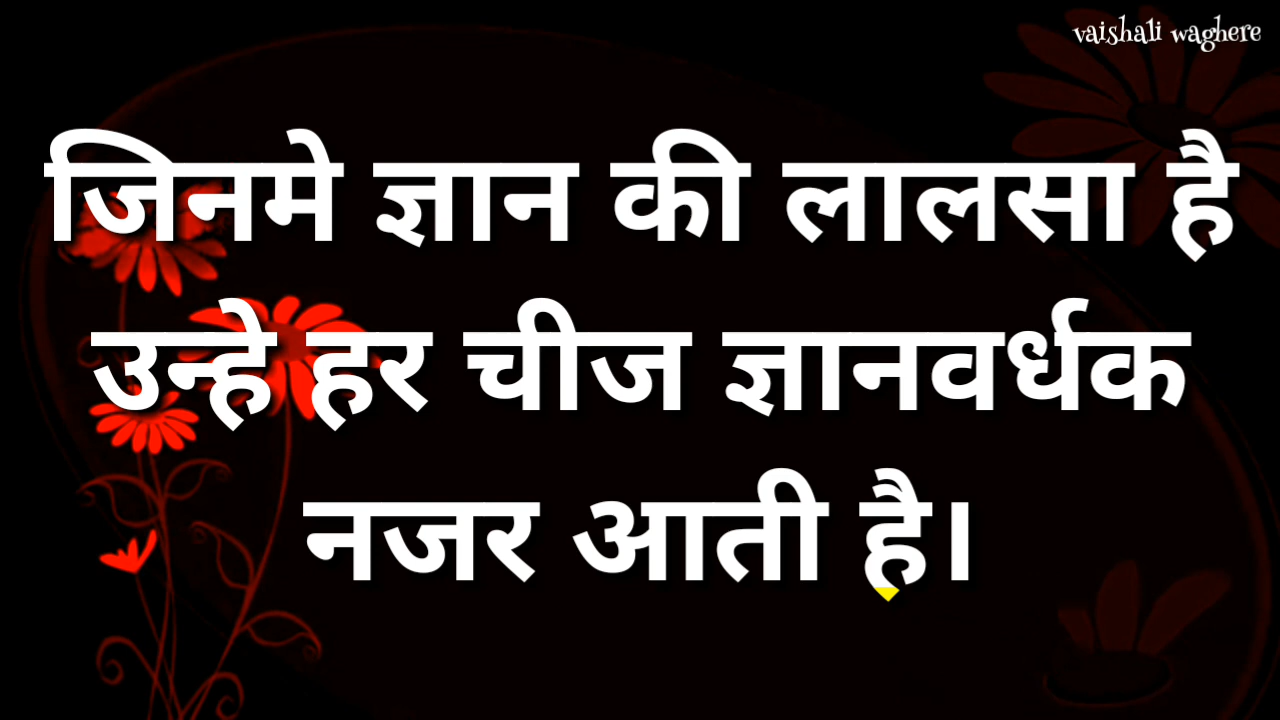 vaishali waghere
जिनमे ज्ञान की लालसा है
उन्हे हर चीज ज्ञानवर्धक
नजर आती है।